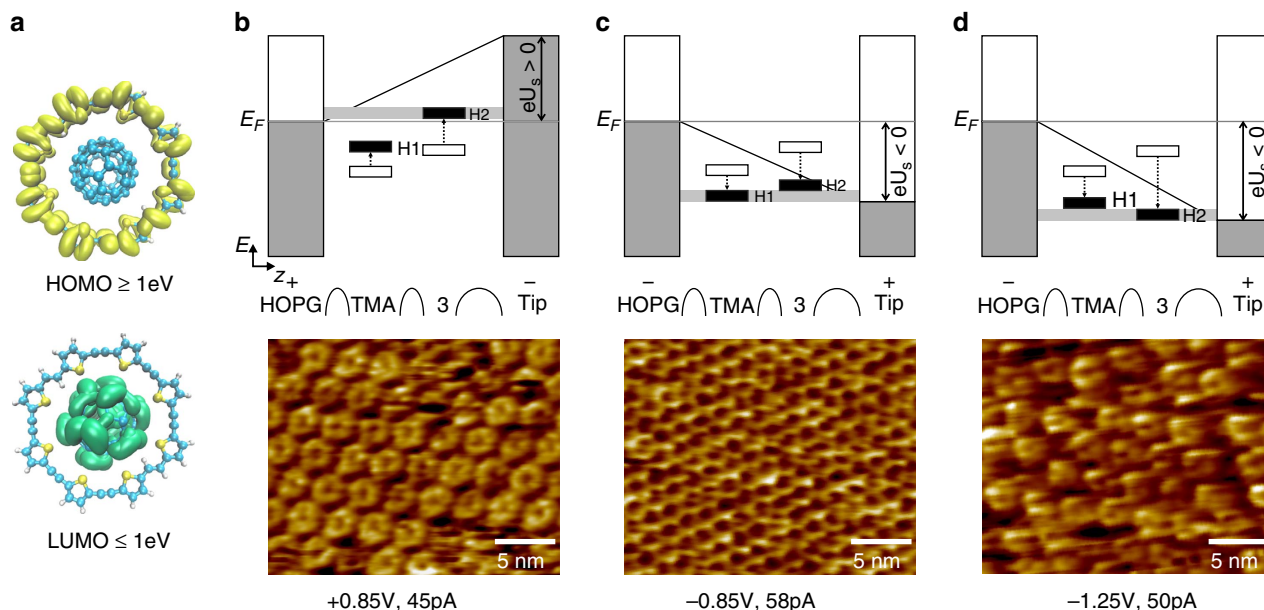 a
HOMO ≥ 1eV
LUMO ≤ 1eV
b
E_F
H1
H2
eU_s > 0
E
z
+ −
HOPG TMA 3 Tip
5 nm
+0.85V, 45pA
c
E_F
H1
H2
eU_s < 0
− +
HOPG TMA 3 Tip
5 nm
−0.85V, 58pA
d
E_F
H1
H2
eU_s < 0
− +
HOPG TMA 3 Tip
5 nm
−1.25V, 50pA